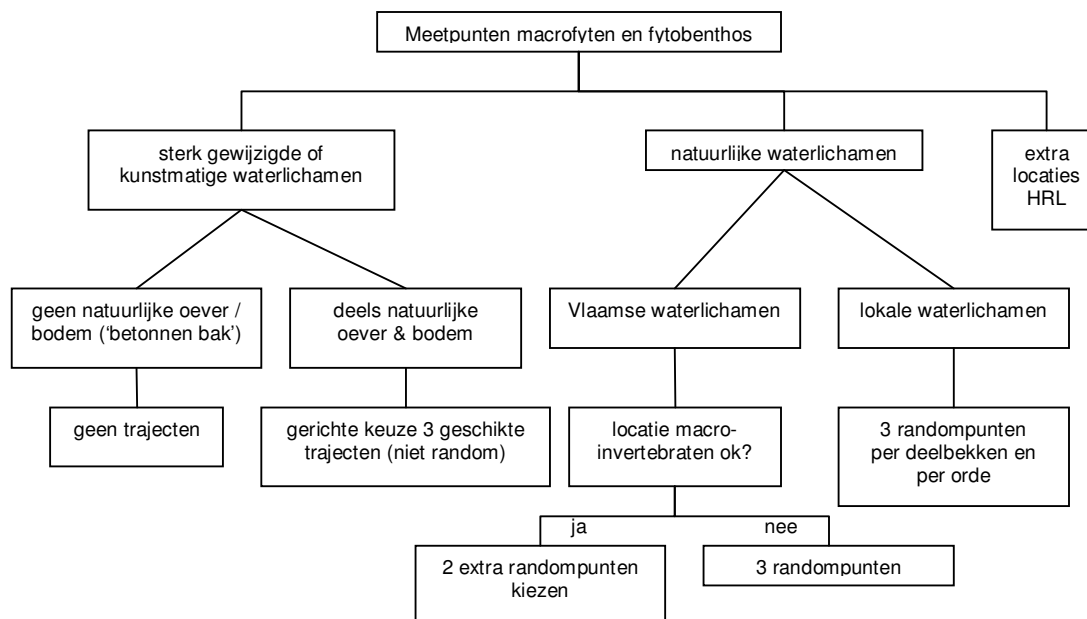 Meetpunten macrofyten en fytobenthos
sterk gewijzigde of
kunstmatige waterlichamen
natuurlijke waterlichamen
extra
locaties
HRL
geen natuurlijke oever /
bodem (‘betonnen bak’)
deels natuurlijke
oever & bodem
Vlaamse waterlichamen
lokale waterlichamen
geen trajecten
gerichte keuze 3 geschikte
trajecten (niet random)
locatie macro-
invertebraten ok?
3 randompunten
per deelbekken en
per orde
ja
nee
2 extra randompunten
kiezen
3 randompunten